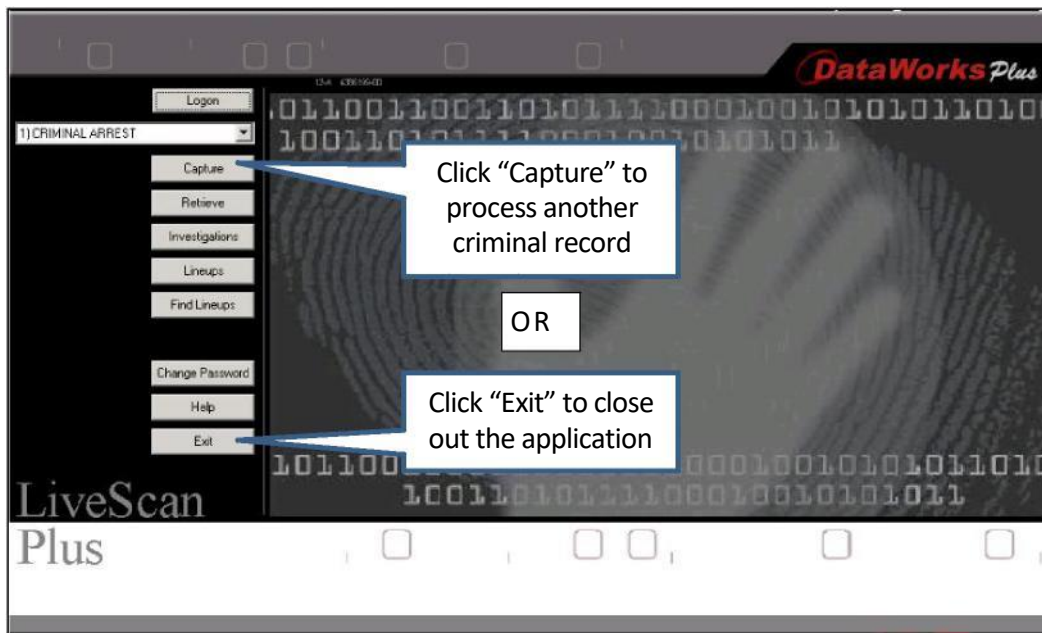 DataWorks Plus
Logon
01100110011010111100010010101011010
1) CRIMINAL ARREST
Capture
Click “Capture” to
process another
criminal record
Retrieve
Investigations
Lineups
Find Lineups
OR
Change Password
Help
Exit
Click “Exit” to close
out the application
LiveScan
Plus